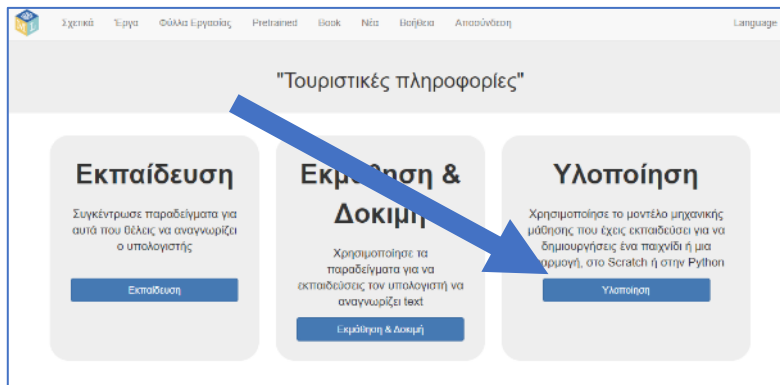 Σχετικά Έργα Φύλλα Εργασίας Pretrained Book Νέα Βοήθεια Αποσύνδεση Language
"Τουριστικές πληροφορίες"
Εκπαίδευση
Συγκέντρωσε παραδείγματα για
αυτά που θέλεις να αναγνωρίζει
ο υπολογιστής
Εκπαίδευση
Εκμάθηση &
Δοκιμή
Χρησιμοποίησε τα
παραδείγματα για να
εκπαιδεύσεις τον υπολογιστή να
αναγνωρίζει text
Εκμάθηση & Δοκιμή
Υλοποίηση
Χρησιμοποίησε το μοντέλο μηχανικής
μάθησης που έχεις εκπαιδεύσει για να
δημιουργήσεις ένα παιχνίδι ή μια
στο Scratch ή στην Python
Υλοποίηση